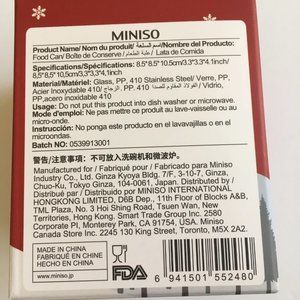 MINISO
Product Name/ Nom du produit/ اسم السلعة/Nombre del Producto:
Food Can/ Boîte de Conserve / علبة الطعام / Lata de Comida
Specifications/Spécifications/Especificaciones: 8.5*8.5* 10.5cm/3.3*3.3*4.1inch/
8,5*8,5* 10,5cm/3,3*3,3*4,1inch
Material/Matériel/Material: Glass, PP, 410 Stainless Steel/ Verre, PP,
Acier Inoxydable 410/ زجاج، PP، 410 الفولاذ المقاوم للصدأ / Vidrio, PP,
acero inoxidable 410
Usage: Do not put this product into dish washer or microwave.
Utilisation: Ne pas mettre ce produit dans le lave-vaisselle ou au
micro-onde.
Instrucción: No ponga este producto en el lavavajillas o en el
microondas.
Batch NO: 0539913001
警告/注意事项：不可放入洗碗机和微波炉。
Manufactured for / Fabriqué pour / Fabricado para Miniso
Industry Co., Ltd. Ginza Kyoya Bldg. 7/F, 3-10-7, Ginza,
Chuo-Ku, Tokyo Ginza, 104-0061, Japan.
Distributed by / Distribué par MINISO INTERNATIONAL
HONGKONG LIMITED, D6B Dep., 11th Floor of Blocks A&B,
TML Plaza, No. 3 Hoi Shing Road, Tsuen Wan, New
Territories, Hong Kong. Smart Trade Group Inc. 2580
Corporate Pl, Monterey Park, CA 91754, USA. Miniso
Canada Store Inc. 2245 130 King Street, Toronto, M5X 2A2.
MADE IN CHINA
FABRIQUÉ EN CHINE
HECHO EN CHINA
www.miniso.jp
FDA
6 941501 552480